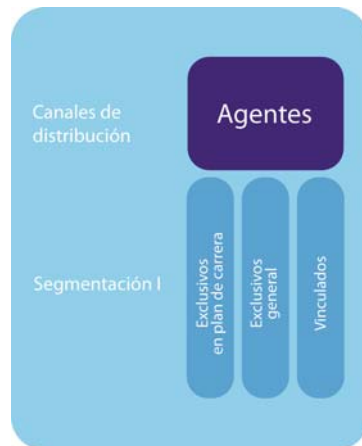 Canales de
distribución
Agentes
Segmentación I
Exclusivos
en plan de carrera
Exclusivos
general
Vinculados